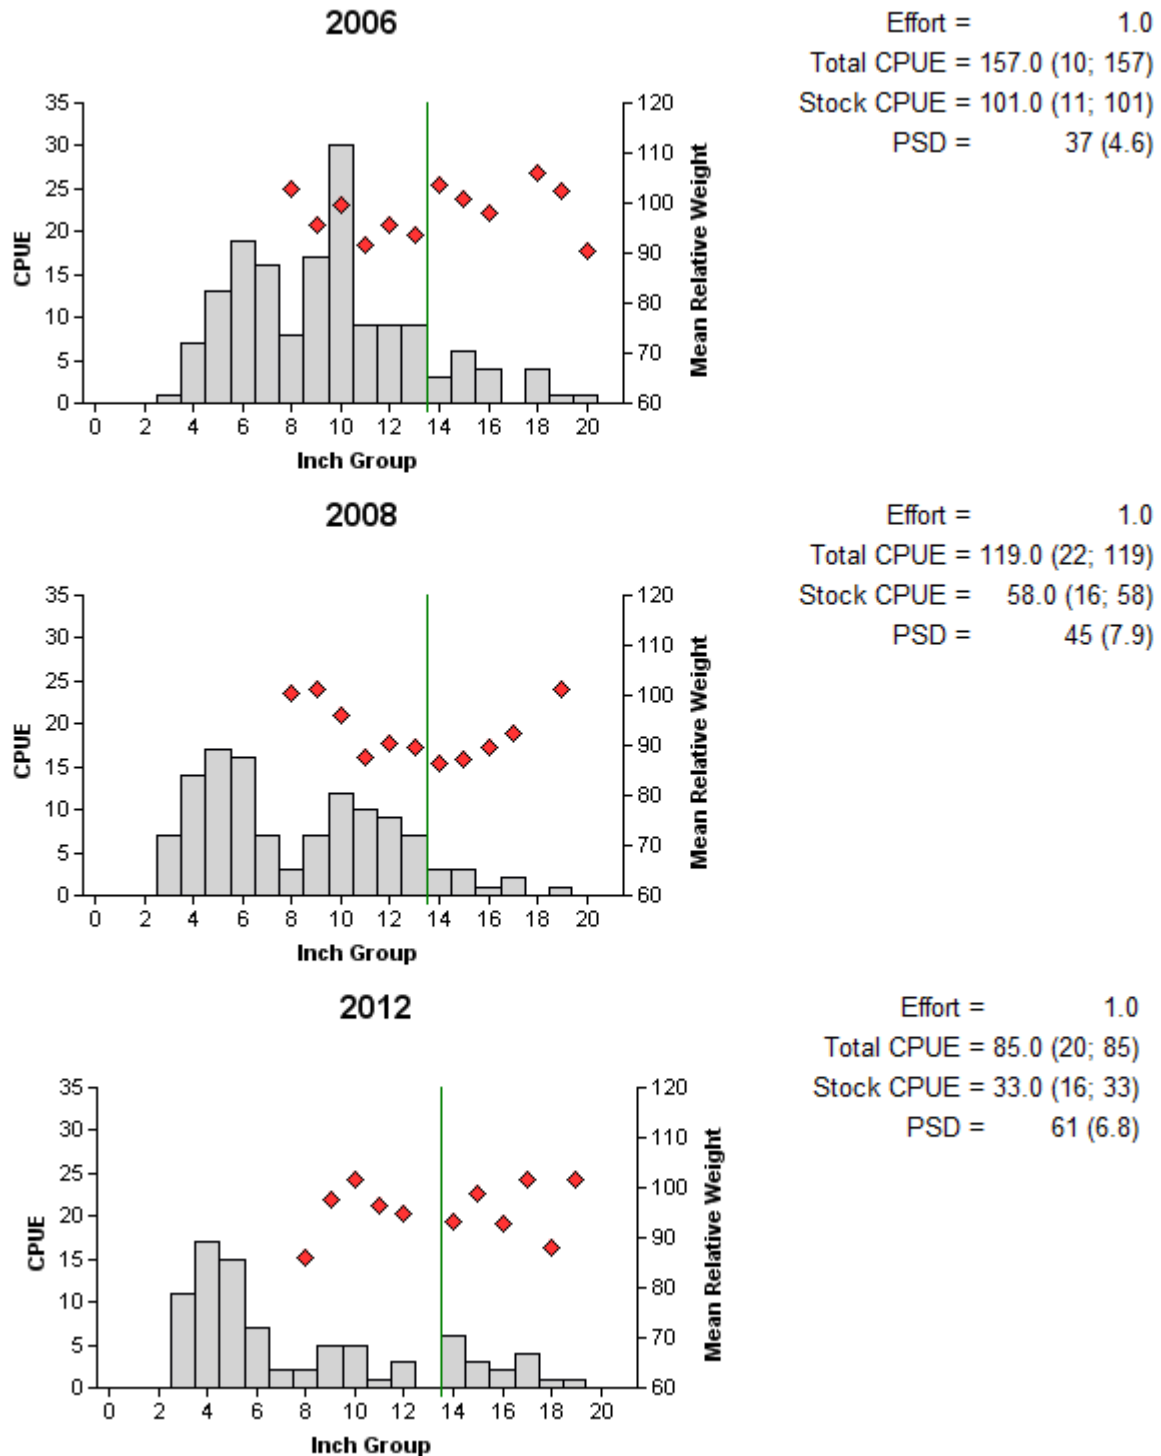 2006
Effort = 1.0
Total CPUE = 157.0 (10; 157)
Stock CPUE = 101.0 (11; 101)
PSD = 37 (4.6)
35
30
25
20
15
10
5
0
CPUE
120
110
100
90
80
70
60
Mean Relative Weight
0 2 4 6 8 10 12 14 16 18 20
Inch Group
2008
Effort = 1.0
Total CPUE = 119.0 (22; 119)
Stock CPUE = 58.0 (16; 58)
PSD = 45 (7.9)
35
30
25
20
15
10
5
0
CPUE
120
110
100
90
80
70
60
Mean Relative Weight
0 2 4 6 8 10 12 14 16 18 20
Inch Group
2012
Effort = 1.0
Total CPUE = 85.0 (20; 85)
Stock CPUE = 33.0 (16; 33)
PSD = 61 (6.8)
35
30
25
20
15
10
5
0
CPUE
120
110
100
90
80
70
60
Mean Relative Weight
0 2 4 6 8 10 12 14 16 18 20
Inch Group